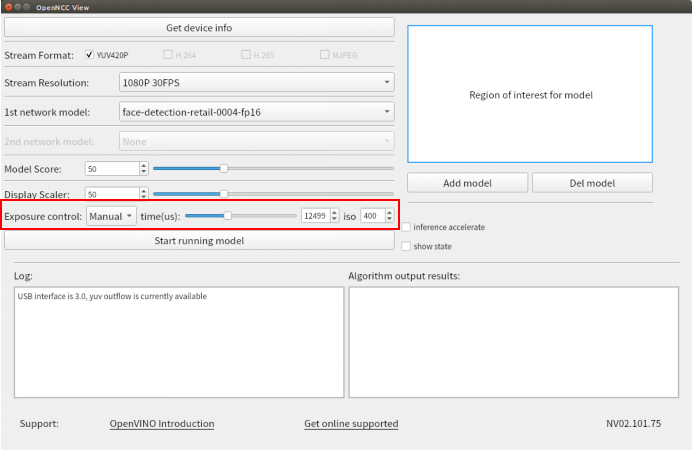 OpenNCC View
Get device info
Stream Format: YUV420P H.264 H.265 MJPEG
Stream Resolution: 1080P 30FPS
1st network model: face-detection-retail-0004-fp16
2nd network model: None
Model Score: 50
Display Scaler: 50
Exposure control: Manual time(us): 12499 iso 400
Start running model
Region of interest for model
Add model Del model
inference accelerate
show state
Log:
USB interface is 3.0, yuv outflow is currently available
Algorithm output results:
Support: OpenVINO Introduction Get online supported NV02.101.75